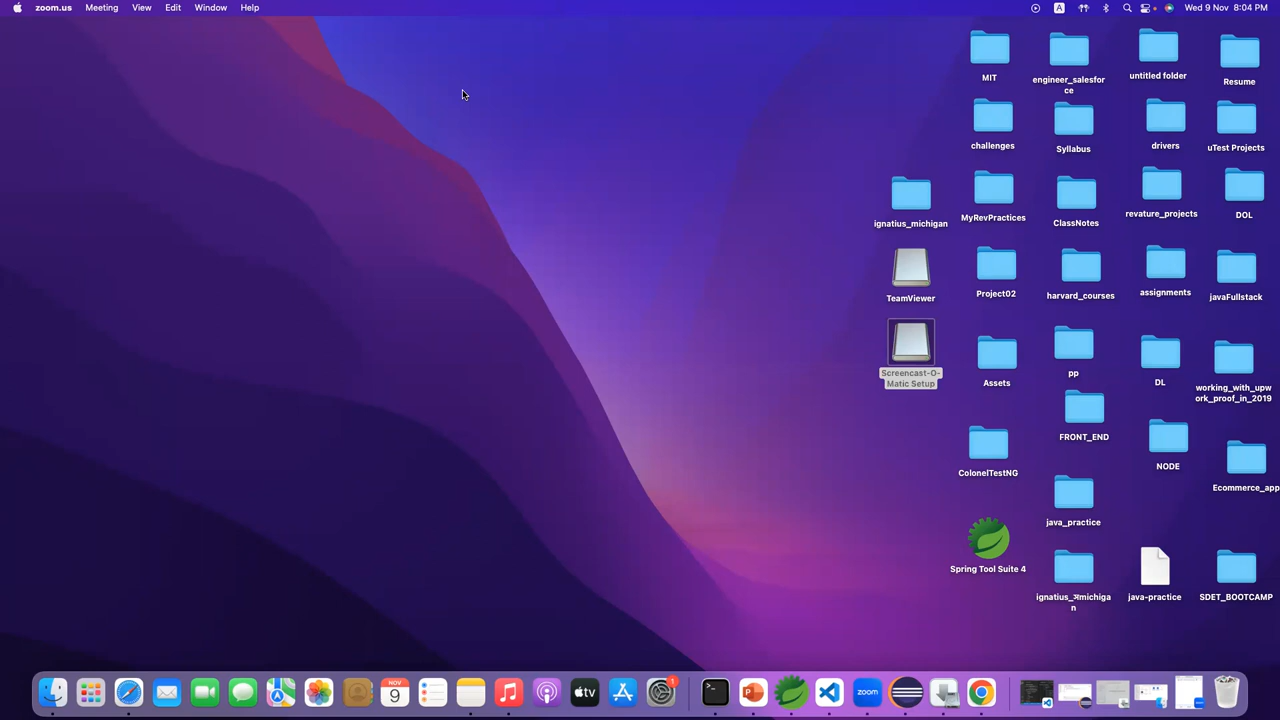 zoom.us Meeting View Edit Window Help
A Wed 9 Nov 8:04 PM
MIT
engineer_salesfor
ce
untitled folder
Resume
challenges
Syllabus
drivers
uTest Projects
ignatius_michigan
MyRevPractices
ClassNotes
revature_projects
DOL
TeamViewer
Project02
harvard_courses
assignments
javaFullstack
Screencast-O-
Matic Setup
Assets
pp
DL
working_with_upw
ork_proof_in_2019
FRONT_END
ColonelTestNG
NODE
Ecommerce_app
java_practice
Spring Tool Suite 4
java-practice
SDET_BOOTCAMP
NOV
9
tv
1
zoom